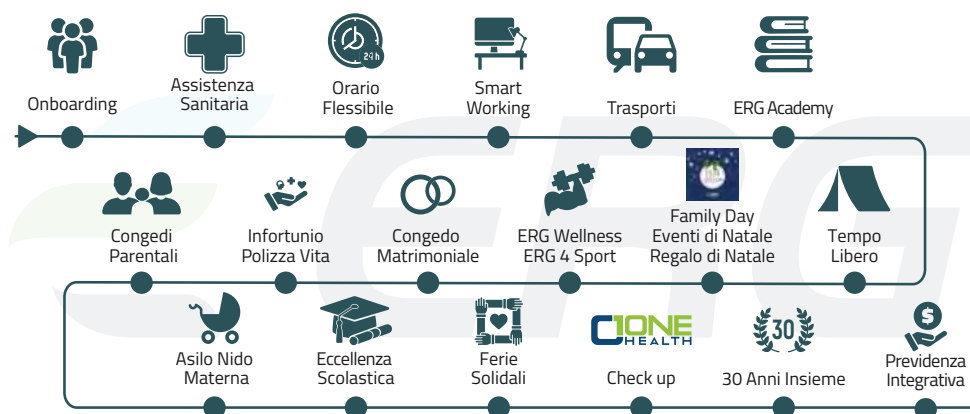 24h
Onboarding
Assistenza
Sanitaria
Orario
Flessibile
Smart
Working
Trasporti
ERG Academy
Congedi
Parentali
Infortunio
Polizza Vita
Congedo
Matrimoniale
ERG Wellness
ERG 4 Sport
Family Day
Eventi di Natale
Regalo di Natale
Tempo
Libero
ERG
Asilo Nido
Materna
Eccellenza
Scolastica
Ferie
Solidali
C1ONE
HEALTH
Check up
30
30 Anni Insieme
$
Previdenza
Integrativa